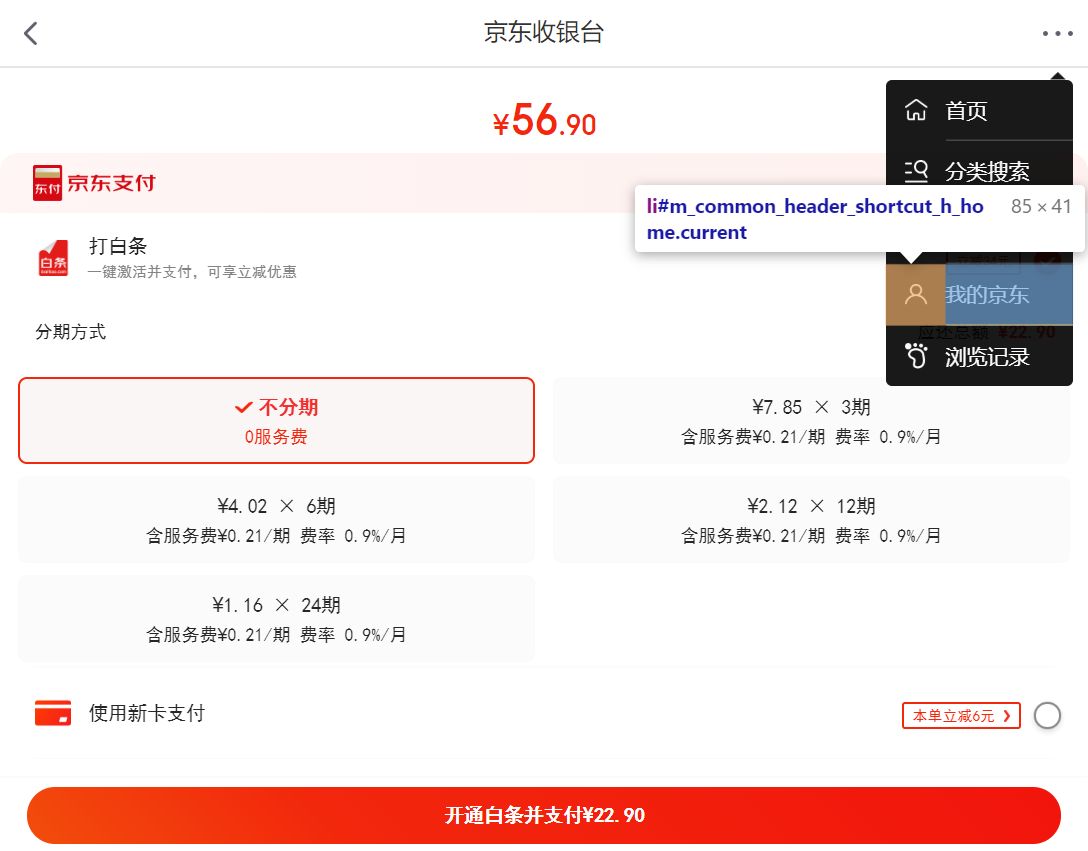 京东收银台
¥56.90
首页
分类搜索
东付 京东支付
li#m_common_header_shortcut_h_ho
me.current
85 × 41
白条
打白条
一键激活并支付，可享立减优惠
立减34元
我的京东
分期方式
应还总额 ¥22.90
浏览记录
不分期
0服务费
¥7.85 × 3期
含服务费¥0.21/期 费率 0.9%/月
¥4.02 × 6期
含服务费¥0.21/期 费率 0.9%/月
¥2.12 × 12期
含服务费¥0.21/期 费率 0.9%/月
¥1.16 × 24期
含服务费¥0.21/期 费率 0.9%/月
使用新卡支付
本单立减6元
开通白条并支付¥22.90